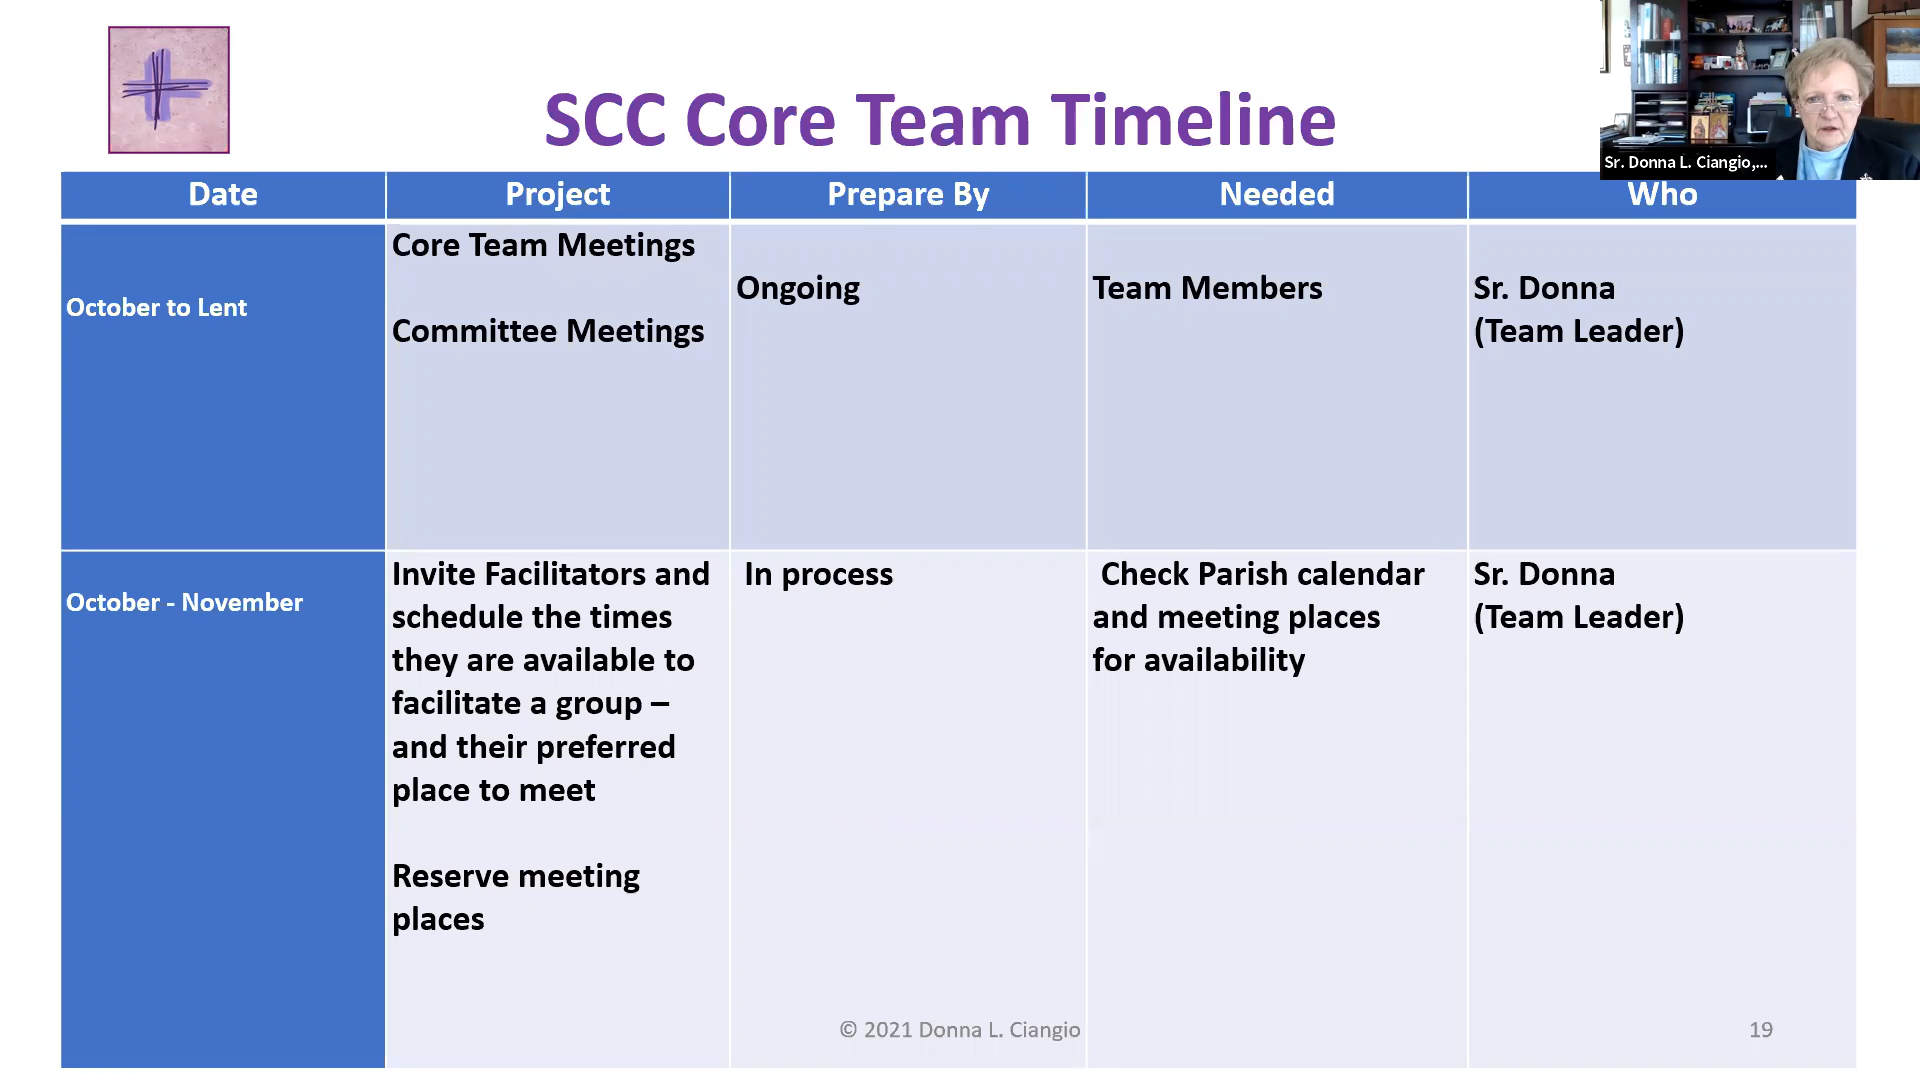 SCC Core Team Timeline
Sr. Donna L. Ciangio,...
Date
Project
Prepare By
Needed
Who
October to Lent
Core Team Meetings
Committee Meetings
Ongoing
Team Members
Sr. Donna
(Team Leader)
October - November
Invite Facilitators and
schedule the times
they are available to
facilitate a group –
and their preferred
place to meet
Reserve meeting
places
In process
Check Parish calendar
and meeting places
for availability
Sr. Donna
(Team Leader)
© 2021 Donna L. Ciangio
19